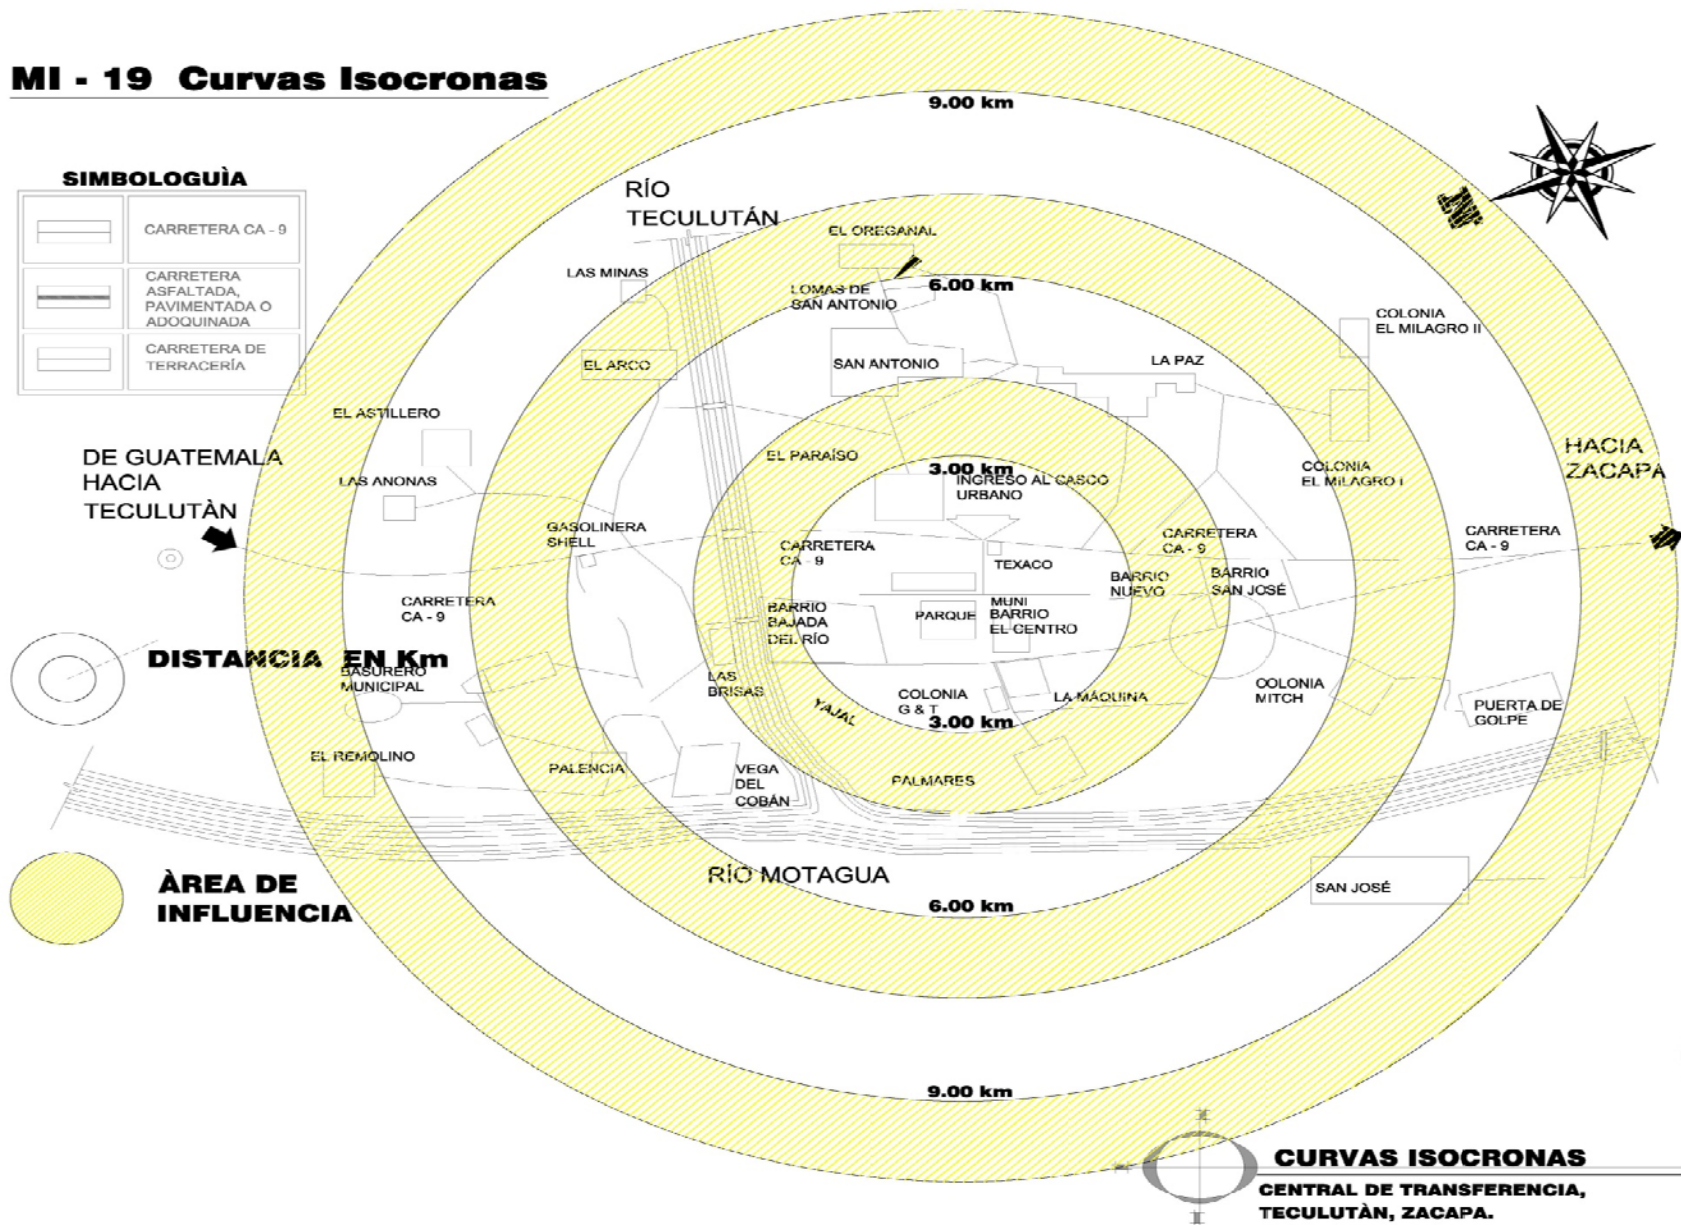 MI - 19 Curvas Isocronas
9.00 km
SIMBOLOGUÌA
CARRETERA CA - 9
CARRETERA
ASFALTADA,
PAVIMENTADA O
ADOQUINADA
CARRETERA DE
TERRACERÍA
RÍO
TECULUTÁN
EL OREGANAL
LAS MINAS
6.00 km
LOMAS DE
SAN ANTONIO
COLONIA
EL MILAGRO II
EL ARCO
SAN ANTONIO
LA PAZ
EL ASTILLERO
DE GUATEMALA
HACIA
TECULUTÀN
LAS ANONAS
EL PARAÍSO
3.00 km
INGRESO AL CASCO
URBANO
COLONIA
EL MILAGRO I
HACIA
ZACAPA
GASOLINERA
SHELL
CARRETERA
CA - 9
TEXACO
CARRETERA
CA - 9
CARRETERA
CA - 9
BARRIO
NUEVO
BARRIO
SAN JOSÉ
CARRETERA
CA - 9
BARRIO
BAJADA
DEL RÍO
PARQUE
MUNI
BARRIO
EL CENTRO
DISTANCIA EN Km
BASURERO
MUNICIPAL
LAS
BRISAS
YAJAL
COLONIA
G & T
LA MÁQUINA
3.00 km
COLONIA
MITCH
PUERTA DE
GOLPE
EL REMOLINO
PALENCIA
VEGA
DEL
COBÁN
PALMARES
RÍO MOTAGUA
ÀREA DE
INFLUENCIA
SAN JOSÉ
6.00 km
9.00 km
CURVAS ISOCRONAS
CENTRAL DE TRANSFERENCIA,
TECULUTÀN, ZACAPA.